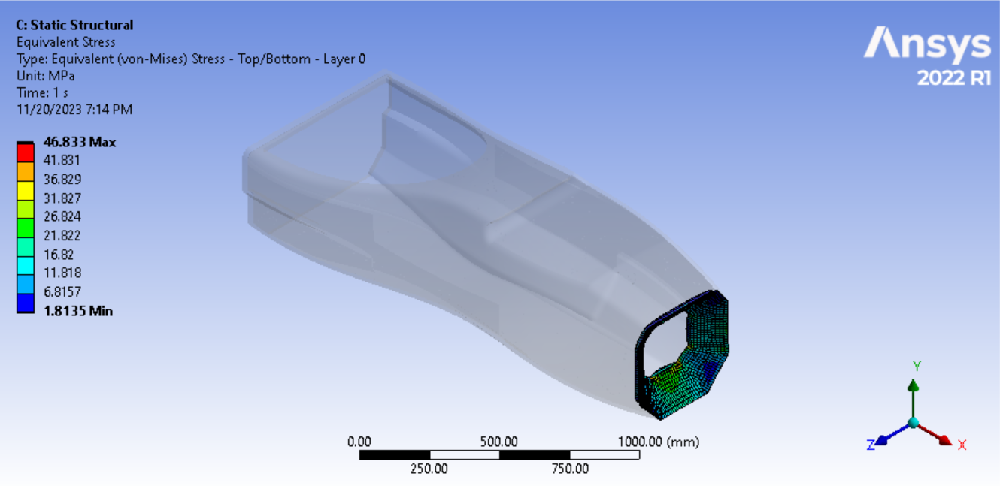 C: Static Structural
Equivalent Stress
Type: Equivalent (von-Mises) Stress - Top/Bottom - Layer 0
Unit: MPa
Time: 1 s
11/20/2023 7:14 PM
Ansys
2022 R1
46.833 Max
41.831
36.829
31.827
26.824
21.822
16.82
11.818
6.8157
1.8135 Min
0.00 500.00 1000.00 (mm)
250.00 750.00
Y
Z X